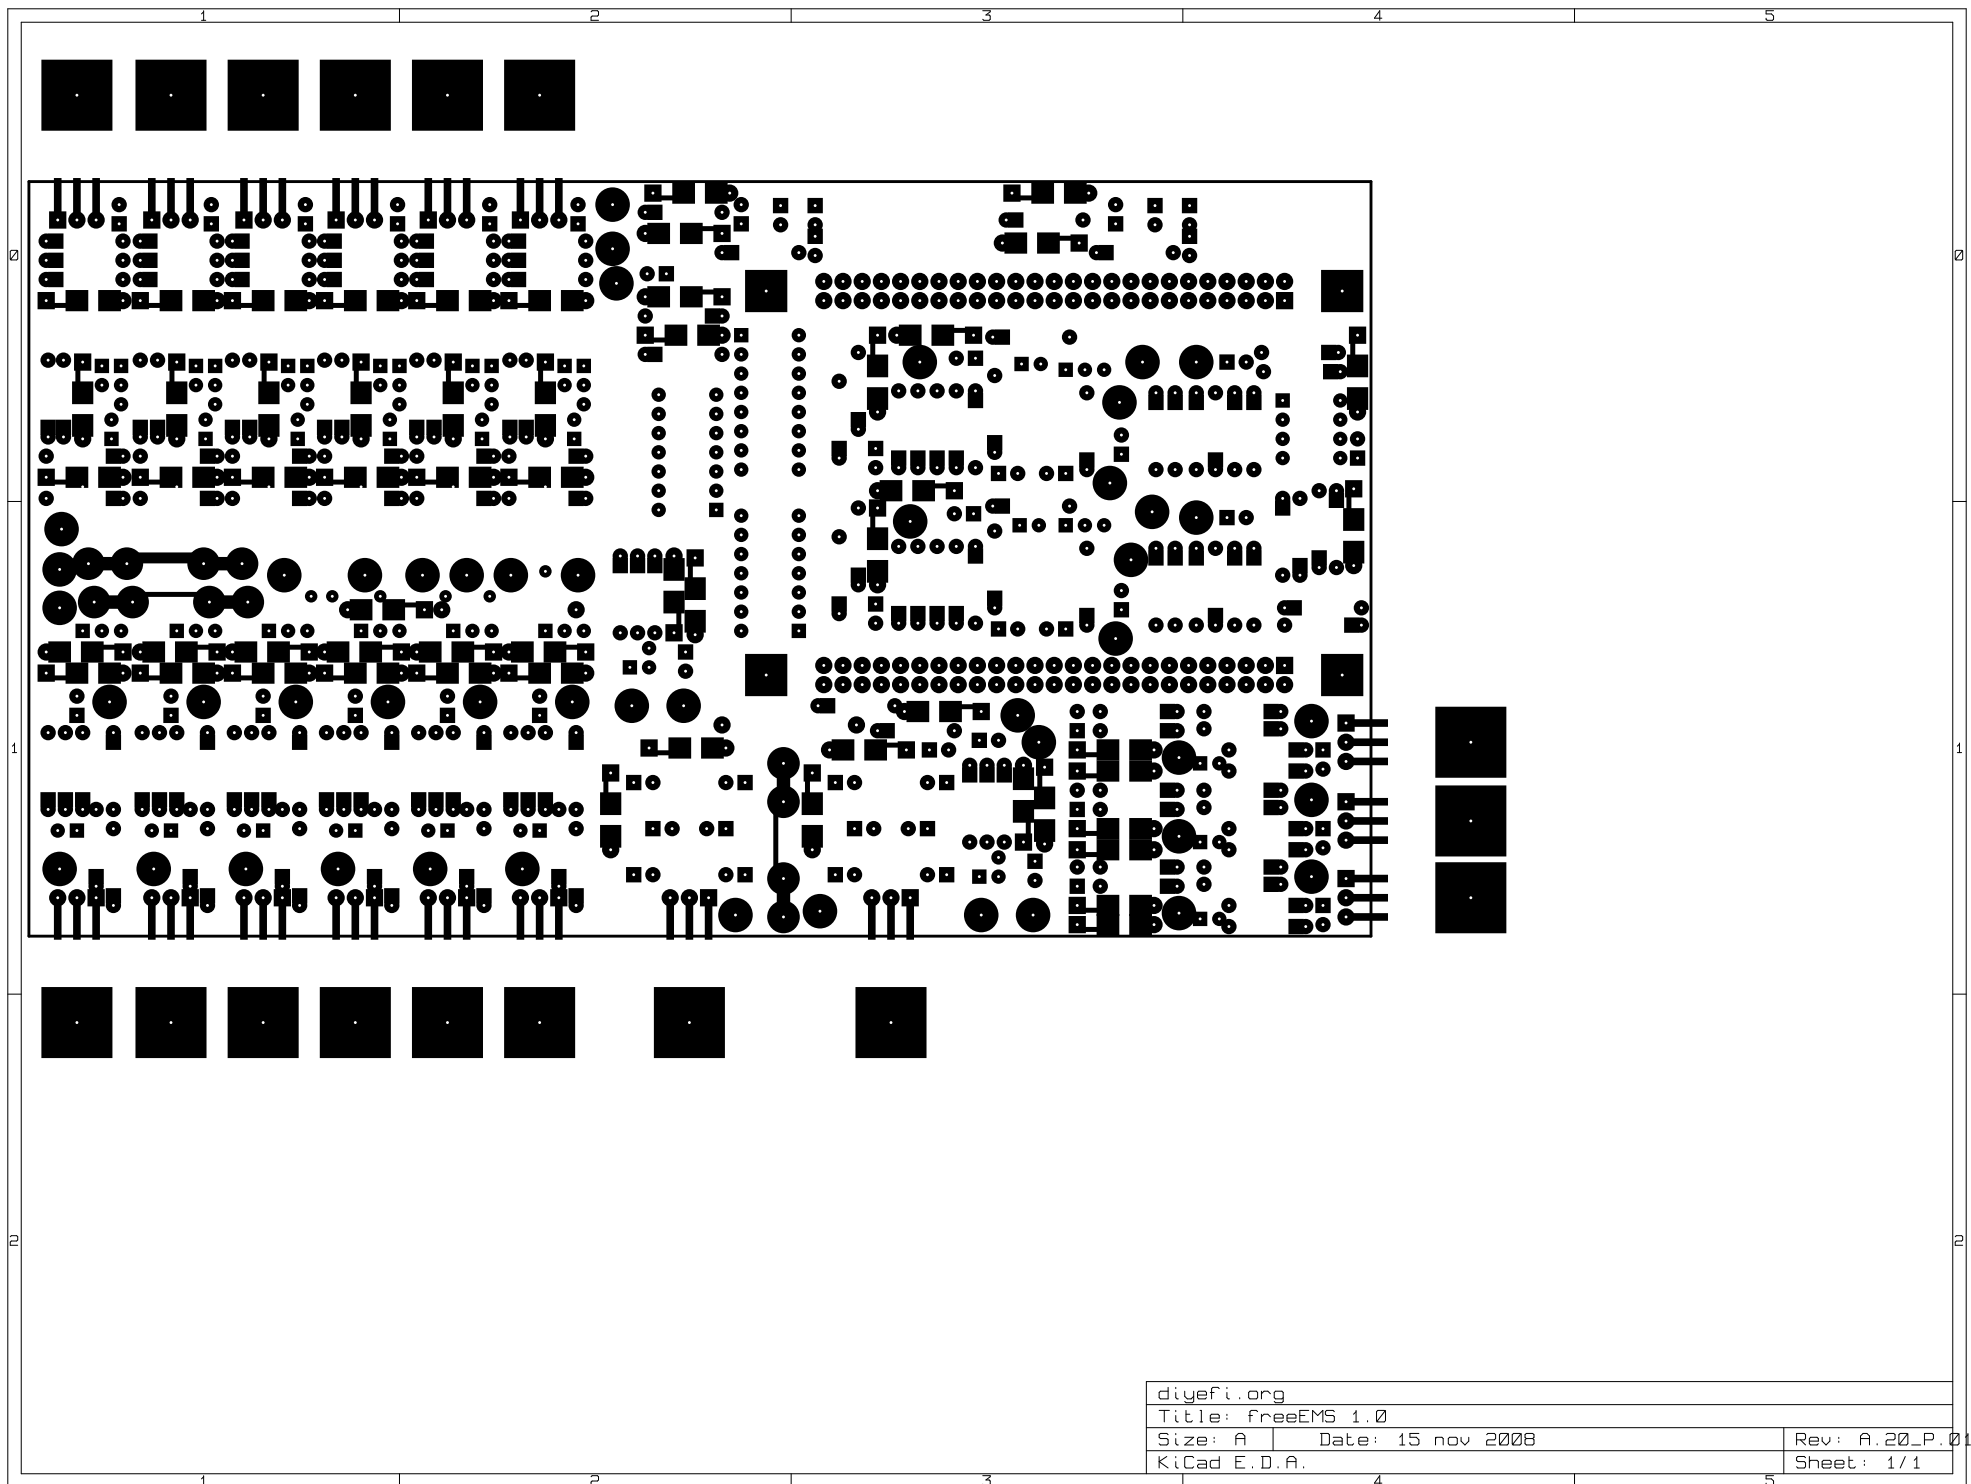 1 2 3 4 5
0 0
1 1
2 2
diyefi.org
Title: freeEMS 1.0
Size: A Date: 15 nov 2008 Rev: A.20_P.01
KiCad E.D.A. Sheet: 1/1
1 2 3 4 5